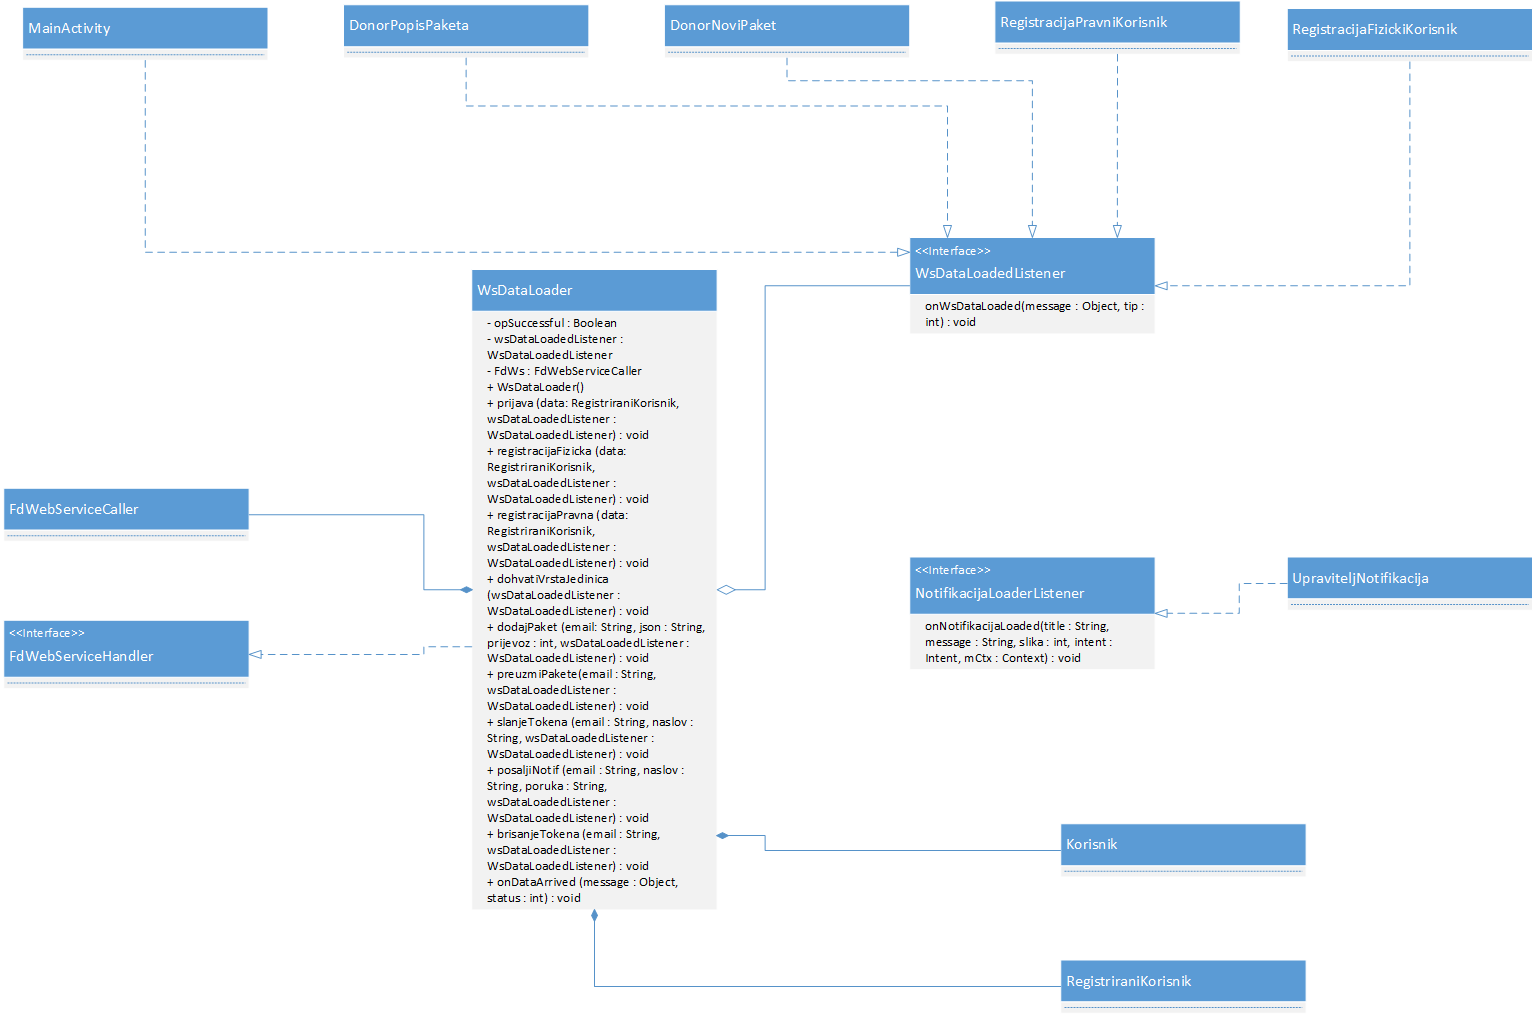 MainActivity
DonorPopisPaketa
DonorNoviPaket
RegistracijaPravniKorisnik
RegistracijaFizickiKorisnik
<<Interface>>
WsDataLoadedListener
onWsDataLoaded(message : Object, tip :
int) : void
WsDataLoader
- opSuccessful : Boolean
- wsDataLoadedListener :
WsDataLoadedListener
- FdWs : FdWebServiceCaller
+ WsDataLoader()
+ prijava (data: RegistriraniKorisnik,
wsDataLoadedListener :
WsDataLoadedListener) : void
+ registracijaFizicka (data:
RegistriraniKorisnik,
wsDataLoadedListener :
WsDataLoadedListener) : void
+ registracijaPravna (data:
RegistriraniKorisnik,
wsDataLoadedListener :
WsDataLoadedListener) : void
+ dohvatiVrstaJedinica
(wsDataLoadedListener :
WsDataLoadedListener) : void
+ dodajPaket (email: String, json : String,
prijevoz : int, wsDataLoadedListener :
WsDataLoadedListener) : void
+ preuzmiPakete(email : String,
wsDataLoadedListener :
WsDataLoadedListener) : void
+ slanjeTokena (email : String, naslov :
String, wsDataLoadedListener :
WsDataLoadedListener) : void
+ posaljiNotif (email : String, naslov :
String, poruka : String,
wsDataLoadedListener :
WsDataLoadedListener) : void
+ brisanjeTokena (email : String,
wsDataLoadedListener :
WsDataLoadedListener) : void
+ onDataArrived (message : Object,
status : int) : void
FdWebServiceCaller
<<Interface>>
FdWebServiceHandler
<<Interface>>
NotifikacijaLoaderListener
onNotifikacijaLoaded(title : String,
message : String, slika : int, intent :
Intent, mCtx : Context) : void
UpraviteljNotifikacija
Korisnik
RegistriraniKorisnik